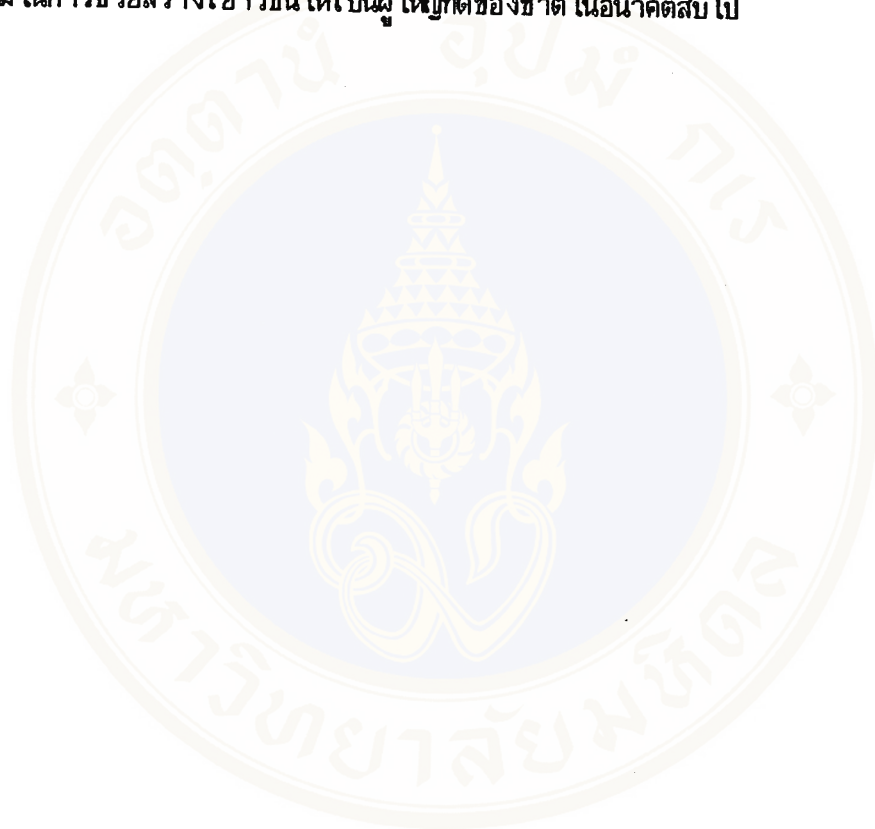 ในการช่วยสร้างเยาวชนให้เป็นผู้ใหญ่ที่ดีของชาติในอนาคตสืบไป
อตฺตานํ อุปมํ กเร
มหาวิทยาลัยมหิดล